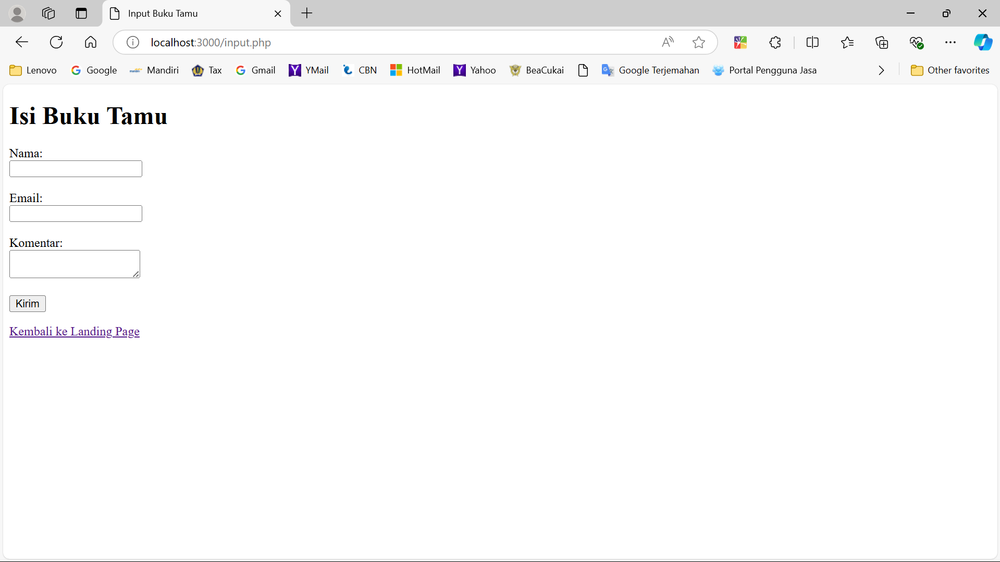 Input Buku Tamu
localhost:3000/input.php
Lenovo Google Mandiri Tax Gmail YMail CBN HotMail Yahoo BeaCukai Google Terjemahan Portal Pengguna Jasa Other favorites
Isi Buku Tamu
Nama:
Email:
Komentar:
Kirim
Kembali ke Landing Page